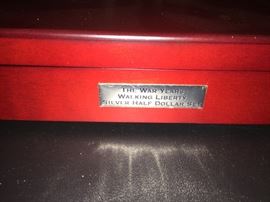 The War Years
Walking Liberty
Silver Half Dollar Set